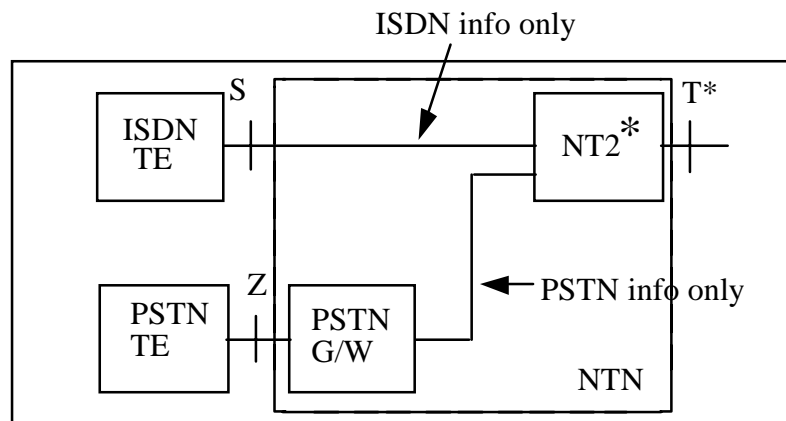 ISDN info only
S
T*
ISDN
TE
NT2*
Z
PSTN info only
PSTN
TE
PSTN
G/W
NTN